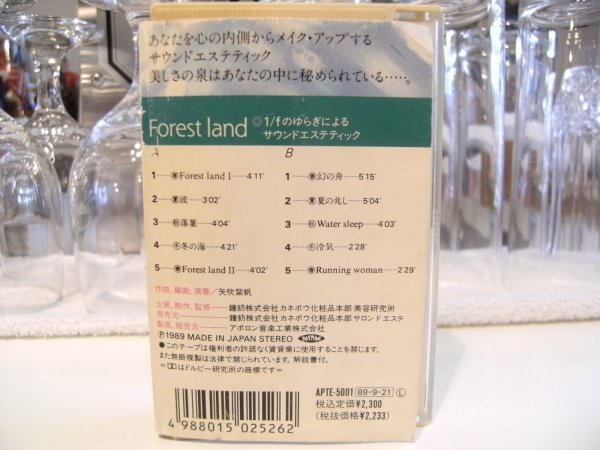 あなたを心の内側からメイク・アップする
サウンドエステティック
美しさの泉はあなたの中に秘められている……。
Forest land ◎1/fのゆらぎによる
サウンドエステティック
A B
1……㊝Forest land I……4'11" 1……幻の舟……5'15"
2……波……3'02" 2……夏の兆し……5'04"
3……落葉……4'04" 3……Water sleep……4'03"
4……冬の海……4'21" 4……冷気……2'28"
5……Forest land II……4'02" 5……Running woman……2'29"
作曲, 編曲, 演奏/矢吹紫帆
企画, 制作, 監修――鐘紡株式会社カネボウ化粧品本部 美容研究所
発売元――鐘紡株式会社カネボウ化粧品本部 サロンドエステ
製造, 販売元――アポロン音楽工業株式会社
Ⓟ1989 MADE IN JAPAN STEREO
●このテープは権利者の許諾なく賃貸業に使用することを禁じます。
また無断複製は法律で禁じられています。解説書付。
=DDはドルビー研究所の商標です=
APTE-5001 89・9・21 Ⓛ
税込定価¥2,300
(税抜価格¥2,233)
4 988015 025262